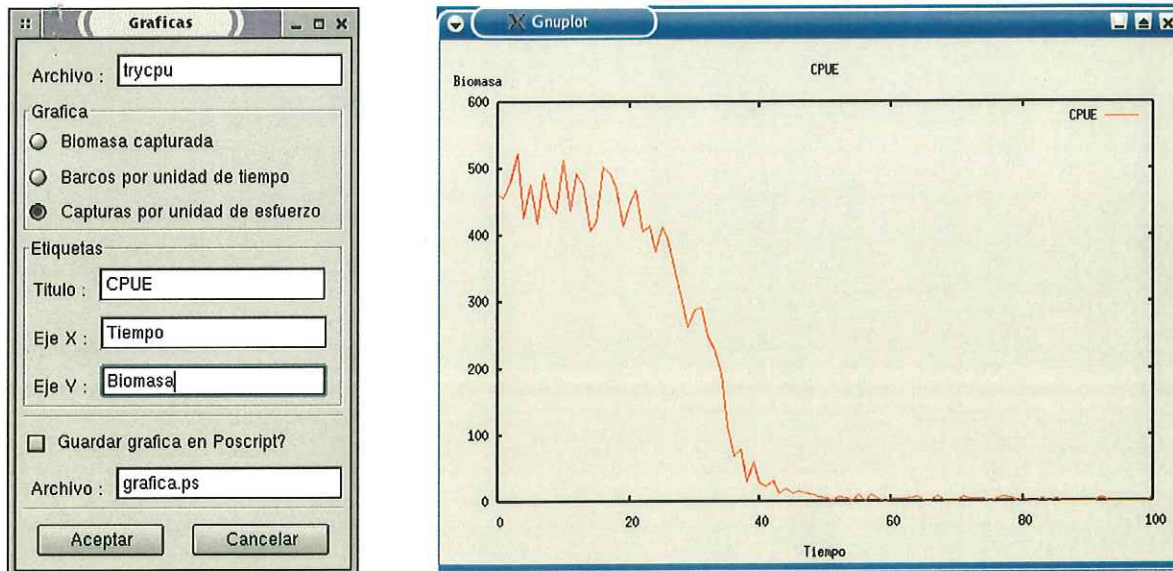 Graficas
Archivo : trycpu
Grafica
Biomasa capturada
Barcos por unidad de tiempo
Capturas por unidad de esfuerzo
Etiquetas
Titulo : CPUE
Eje X : Tiempo
Eje Y : Biomasa
Guardar grafica en Poscript?
Archivo : grafica.ps
Aceptar Cancelar
Gnuplot
CPUE
Biomasa
CPUE
600
500
400
300
200
100
0
0 20 40 60 80 100
Tiempo